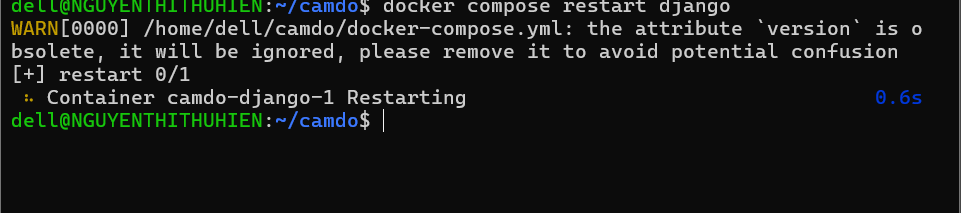 dell@NGUYENTHITHUHIEN:~/camdo$ docker compose restart django
WARN[0000] /home/dell/camdo/docker-compose.yml: the attribute `version` is o
bsolete, it will be ignored, please remove it to avoid potential confusion
[+] restart 0/1
⠦ Container camdo-django-1 Restarting 0.6s
dell@NGUYENTHITHUHIEN:~/camdo$